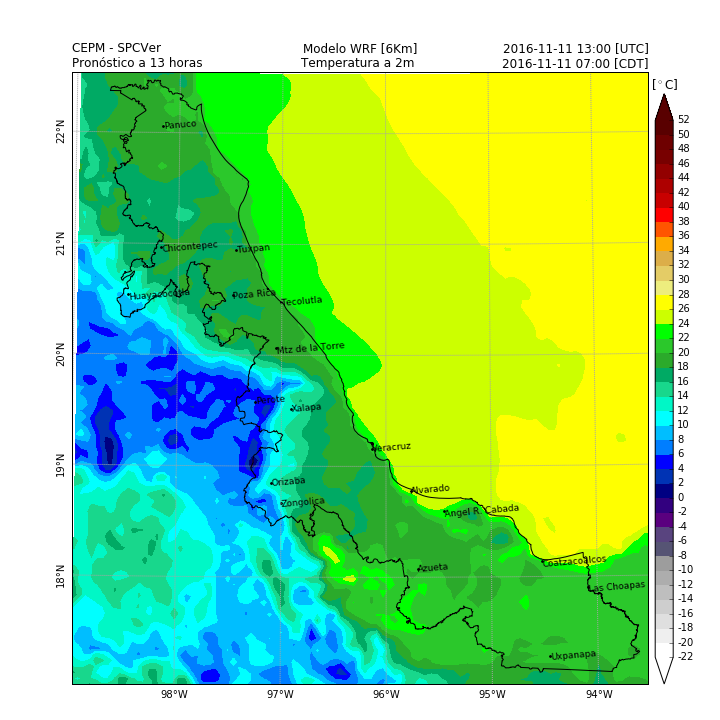 CEPM - SPCVer Modelo WRF [6Km] 2016-11-11 13:00 [UTC]
Pronóstico a 13 horas Temperatura a 2m 2016-11-11 07:00 [CDT]
[°C]
52
50
48
46
44
42
40
38
36
34
32
30
28
26
24
22
20
18
16
14
12
10
8
6
4
2
0
-2
-4
-6
-8
-10
-12
-14
-16
-18
-20
-22
22°N
21°N
20°N
19°N
18°N
Panuco
Chicontepec
Tuxpan
Huayacocotla
Poza Rica
Tecolutla
Mtz de la Torre
Xalapa
Veracruz
Orizaba
Alvarado
Zongolica
Angel R. Cabada
Azueta
Coatzacoalcos
Las Choapas
Uxpanapa
98°W 97°W 96°W 95°W 94°W